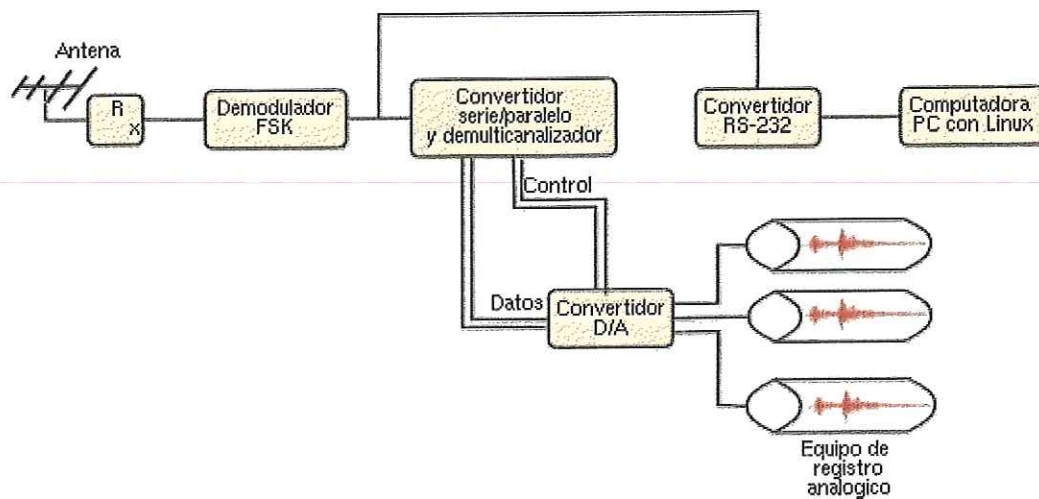 Antena
R
x
Demodulador
FSK
Convertidor
serie/paralelo
y demulticanalizador
Convertidor
RS-232
Computadora
PC con Linux
Control
Datos
Convertidor
D/A
Equipo de
registro
analogico